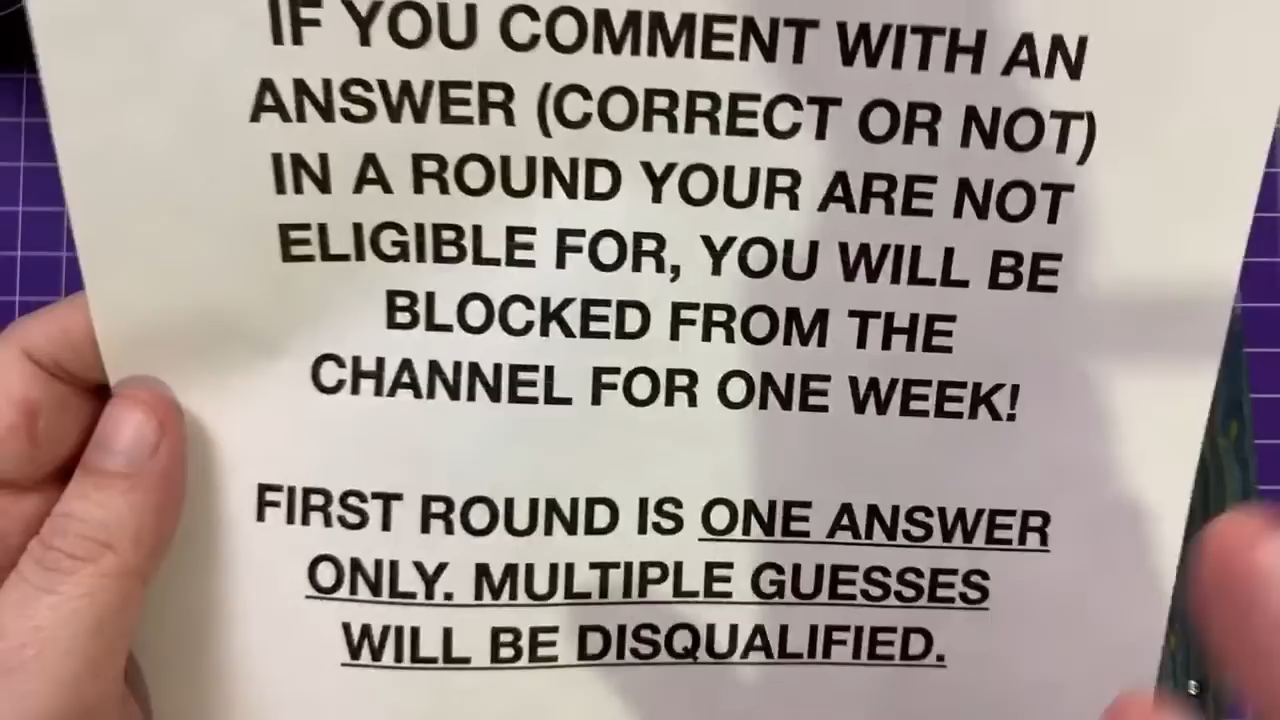 IF YOU COMMENT WITH AN
ANSWER (CORRECT OR NOT)
IN A ROUND YOUR ARE NOT
ELIGIBLE FOR, YOU WILL BE
BLOCKED FROM THE
CHANNEL FOR ONE WEEK!
FIRST ROUND IS ONE ANSWER
ONLY. MULTIPLE GUESSES
WILL BE DISQUALIFIED.